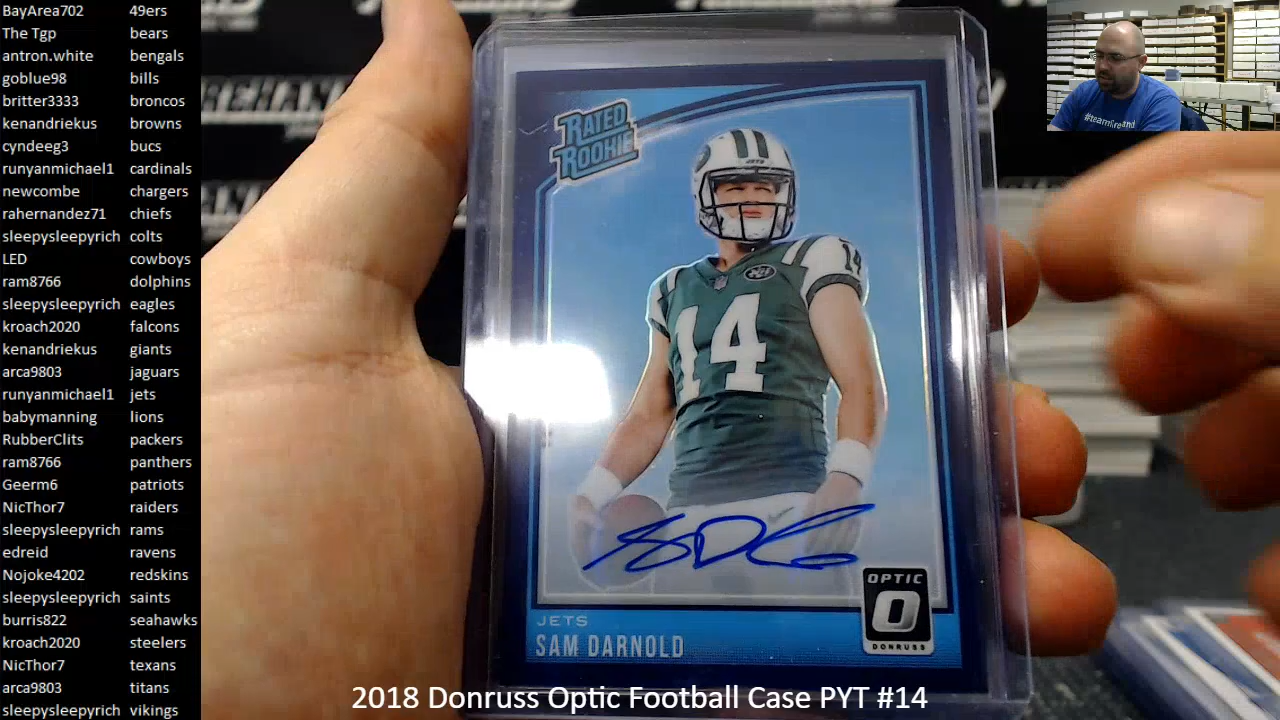 BayArea702 49ers
The Tgp bears
antron.white bengals
goblue98 bills
britter3333 broncos
kenandriekus browns
cyndeeg3 bucs
runyanmichael1 cardinals
newcombe chargers
rahernandez71 chiefs
sleepysleepyrich colts
LED cowboys
ram8766 dolphins
sleepysleepyrich eagles
kroach2020 falcons
kenandriekus giants
arca9803 jaguars
runyanmichael1 jets
babymanning lions
RubberClits packers
ram8766 panthers
Geerm6 patriots
NicThor7 raiders
sleepysleepyrich rams
edreid ravens
Nojoke4202 redskins
sleepysleepyrich saints
burris822 seahawks
kroach2020 steelers
NicThor7 texans
arca9803 titans
sleepysleepyrich vikings
RATED
ROOKIE
JETS
14
14
OPTIC
O
DONRUSS
JETS
SAM DARNOLD
2018 Donruss Optic Football Case PYT #14